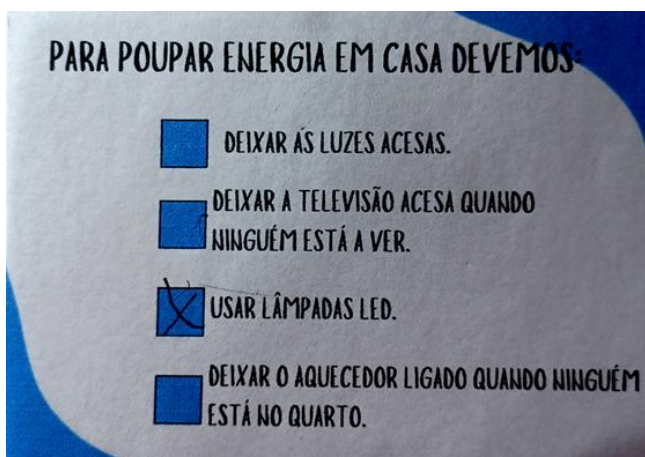 PARA POUPAR ENERGIA EM CASA DEVEMOS:
DEIXAR ÁS LUZES ACESAS.
DEIXAR A TELEVISÃO ACESA QUANDO
NINGUÉM ESTÁ A VER.
X USAR LÂMPADAS LED.
DEIXAR O AQUECEDOR LIGADO QUANDO NINGUÉM
ESTÁ NO QUARTO.